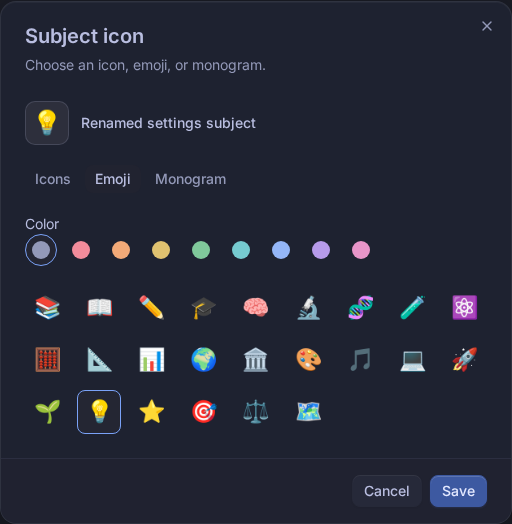 Subject icon
Choose an icon, emoji, or monogram.
Renamed settings subject
Icons Emoji Monogram
Color
Cancel Save